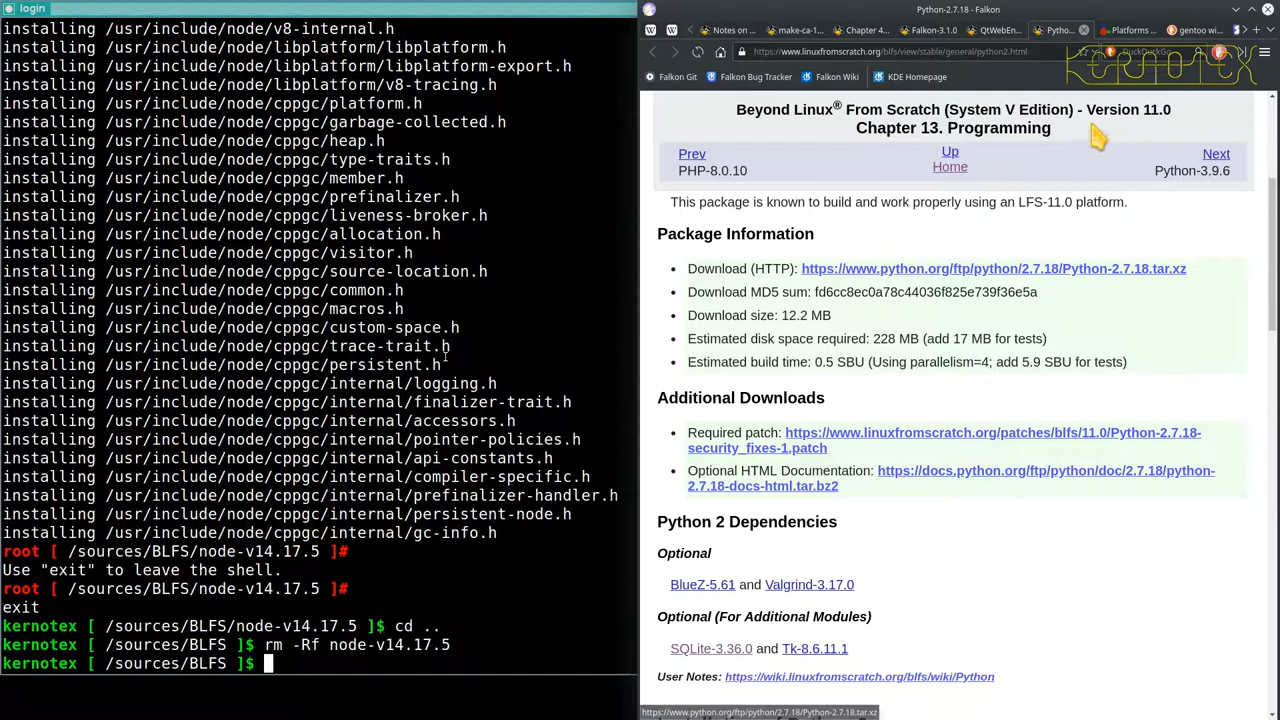 login
installing /usr/include/node/v8-internal.h
installing /usr/include/node/libplatform/libplatform.h
installing /usr/include/node/libplatform/libplatform-export.h
installing /usr/include/node/libplatform/v8-tracing.h
installing /usr/include/node/cppgc/platform.h
installing /usr/include/node/cppgc/garbage-collected.h
installing /usr/include/node/cppgc/heap.h
installing /usr/include/node/cppgc/type-traits.h
installing /usr/include/node/cppgc/member.h
installing /usr/include/node/cppgc/prefinalizer.h
installing /usr/include/node/cppgc/liveness-broker.h
installing /usr/include/node/cppgc/allocation.h
installing /usr/include/node/cppgc/visitor.h
installing /usr/include/node/cppgc/source-location.h
installing /usr/include/node/cppgc/common.h
installing /usr/include/node/cppgc/macros.h
installing /usr/include/node/cppgc/custom-space.h
installing /usr/include/node/cppgc/trace-trait.h
installing /usr/include/node/cppgc/persistent.h
installing /usr/include/node/cppgc/internal/logging.h
installing /usr/include/node/cppgc/internal/finalizer-trait.h
installing /usr/include/node/cppgc/internal/accessors.h
installing /usr/include/node/cppgc/internal/pointer-policies.h
installing /usr/include/node/cppgc/internal/api-constants.h
installing /usr/include/node/cppgc/internal/compiler-specific.h
installing /usr/include/node/cppgc/internal/prefinalizer-handler.h
installing /usr/include/node/cppgc/internal/persistent-node.h
installing /usr/include/node/cppgc/internal/gc-info.h
root [ /sources/BLFS/node-v14.17.5 ]#
Use "exit" to leave the shell.
root [ /sources/BLFS/node-v14.17.5 ]#
exit
kernotex [ /sources/BLFS/node-v14.17.5 ]$ cd ..
kernotex [ /sources/BLFS ]$ rm -Rf node-v14.17.5
kernotex [ /sources/BLFS ]$
Python-2.7.18 - Falkon
Notes on ... make-ca-1... Chapter 4... Falkon-3.1.0 QtWebEn... Pytho... Platforms ... gentoo wi...
https://www.linuxfromscratch.org/blfs/view/stable/general/python2.html
DuckDuckGo
KERNOTEX
Falkon Git Falkon Bug Tracker Falkon Wiki KDE Homepage
Beyond Linux® From Scratch (System V Edition) - Version 11.0
Chapter 13. Programming
Prev Up Next
PHP-8.0.10 Home Python-3.9.6
This package is known to build and work properly using an LFS-11.0 platform.
Package Information
• Download (HTTP): https://www.python.org/ftp/python/2.7.18/Python-2.7.18.tar.xz
• Download MD5 sum: fd6cc8ec0a78c44036f825e739f36e5a
• Download size: 12.2 MB
• Estimated disk space required: 228 MB (add 17 MB for tests)
• Estimated build time: 0.5 SBU (Using parallelism=4; add 5.9 SBU for tests)
Additional Downloads
• Required patch: https://www.linuxfromscratch.org/patches/blfs/11.0/Python-2.7.18-
security_fixes-1.patch
• Optional HTML Documentation: https://docs.python.org/ftp/python/doc/2.7.18/python-
2.7.18-docs-html.tar.bz2
Python 2 Dependencies
Optional
BlueZ-5.61 and Valgrind-3.17.0
Optional (For Additional Modules)
SQLite-3.36.0 and Tk-8.6.11.1
User Notes: https://wiki.linuxfromscratch.org/blfs/wiki/Python
https://www.python.org/ftp/python/2.7.18/Python-2.7.18.tar.xz